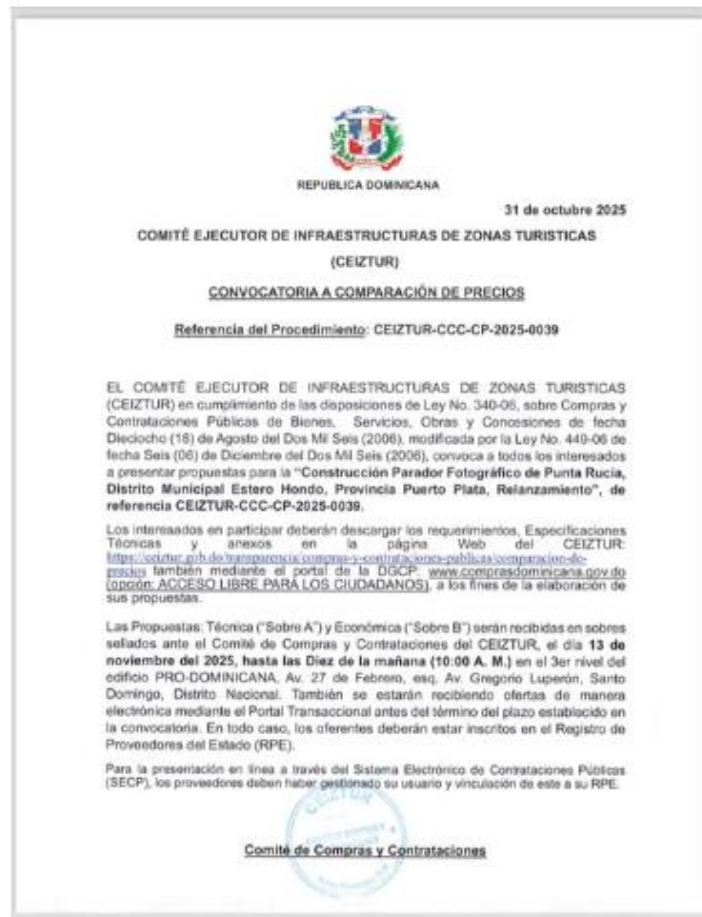 REPUBLICA DOMINICANA
31 de octubre 2025
COMITÉ EJECUTOR DE INFRAESTRUCTURAS DE ZONAS TURISTICAS
(CEIZTUR)
CONVOCATORIA A COMPARACIÓN DE PRECIOS
Referencia del Procedimiento: CEIZTUR-CCC-CP-2025-0039
EL COMITÉ EJECUTOR DE INFRAESTRUCTURAS DE ZONAS TURISTICAS
(CEIZTUR) en cumplimiento de las disposiciones de Ley No. 340-06, sobre Compras y
Contrataciones Públicas de Bienes, Servicios, Obras y Concesiones de fecha
Dieciocho (18) de Agosto del Dos Mil Seis (2006), modificada por la Ley No. 449-06 de
fecha Seis (06) de Diciembre del Dos Mil Seis (2006), convoca a todos los interesados
a presentar propuestas para la "Construcción Parador Fotográfico de Punta Rucia,
Distrito Municipal Estero Hondo, Provincia Puerto Plata, Relanzamiento", de
referencia CEIZTUR-CCC-CP-2025-0039.
Los interesados en participar deberán descargar los requerimientos, Especificaciones
Técnicas y anexos en la página Web del CEIZTUR:
https://ceiztur.gob.do/transparencia/compras-y-contrataciones-publicas/comparacion-de-
precios también mediante el portal de la DGCP: www.comprasdominicana.gov.do
(opción: ACCESO LIBRE PARA LOS CIUDADANOS), a los fines de la elaboración de
sus propuestas.
Las Propuestas: Técnica ("Sobre A") y Económica ("Sobre B") serán recibidas en sobres
sellados ante el Comité de Compras y Contrataciones del CEIZTUR, el día 13 de
noviembre del 2025, hasta las Diez de la mañana (10:00 A. M.) en el 3er nivel del
edificio PRO-DOMINICANA, Av. 27 de Febrero, esq. Av. Gregorio Luperón, Santo
Domingo, Distrito Nacional. También se estarán recibiendo ofertas de manera
electrónica mediante el Portal Transaccional antes del término del plazo establecido en
la convocatoria. En todo caso, los oferentes deberán estar inscritos en el Registro de
Proveedores del Estado (RPE).
Para la presentación en línea a través del Sistema Electrónico de Contrataciones Públicas
(SECP), los proveedores deben haber gestionado su usuario y vinculación de este a su RPE.
CEIZTUR
Comité de Compras y Contrataciones